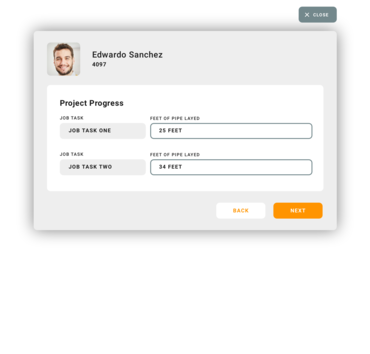 CLOSE
Edwardo Sanchez
4097
Project Progress
JOB TASK FEET OF PIPE LAYED
JOB TASK ONE 25 FEET
JOB TASK FEET OF PIPE LAYED
JOB TASK TWO 34 FEET
BACK NEXT